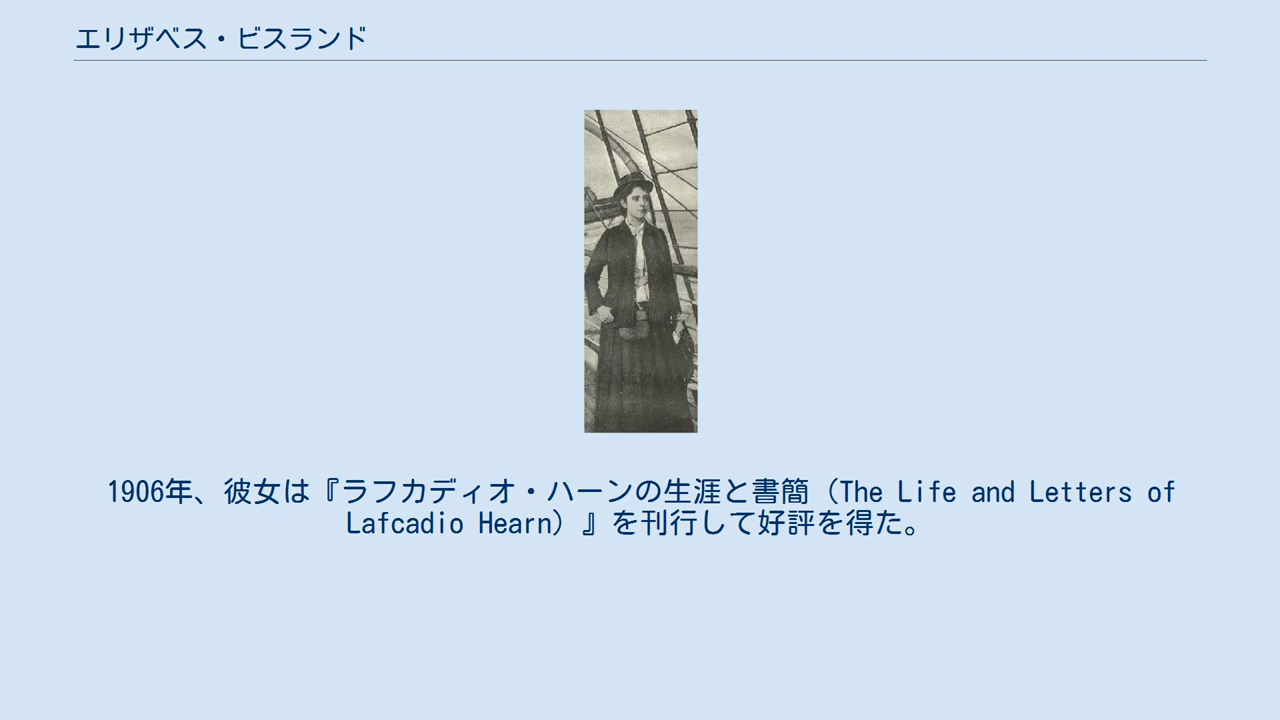 エリザベス・ビスランド
1906年、彼女は『ラフカディオ・ハーンの生涯と書簡（The Life and Letters of
Lafcadio Hearn）』を刊行して好評を得た。